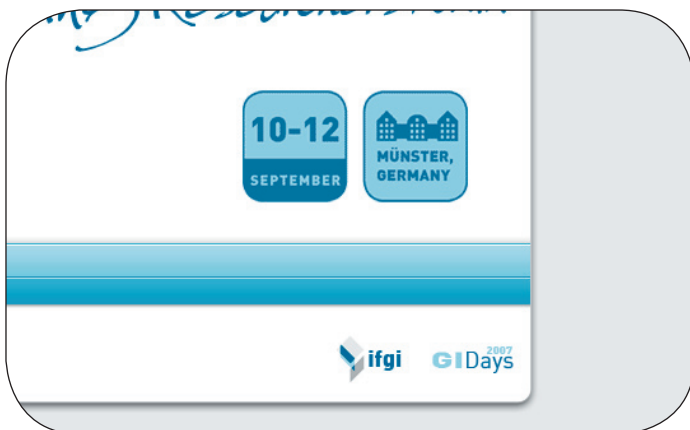 10-12
SEPTEMBER
MÜNSTER,
GERMANY
ifgi
GIDays
2007